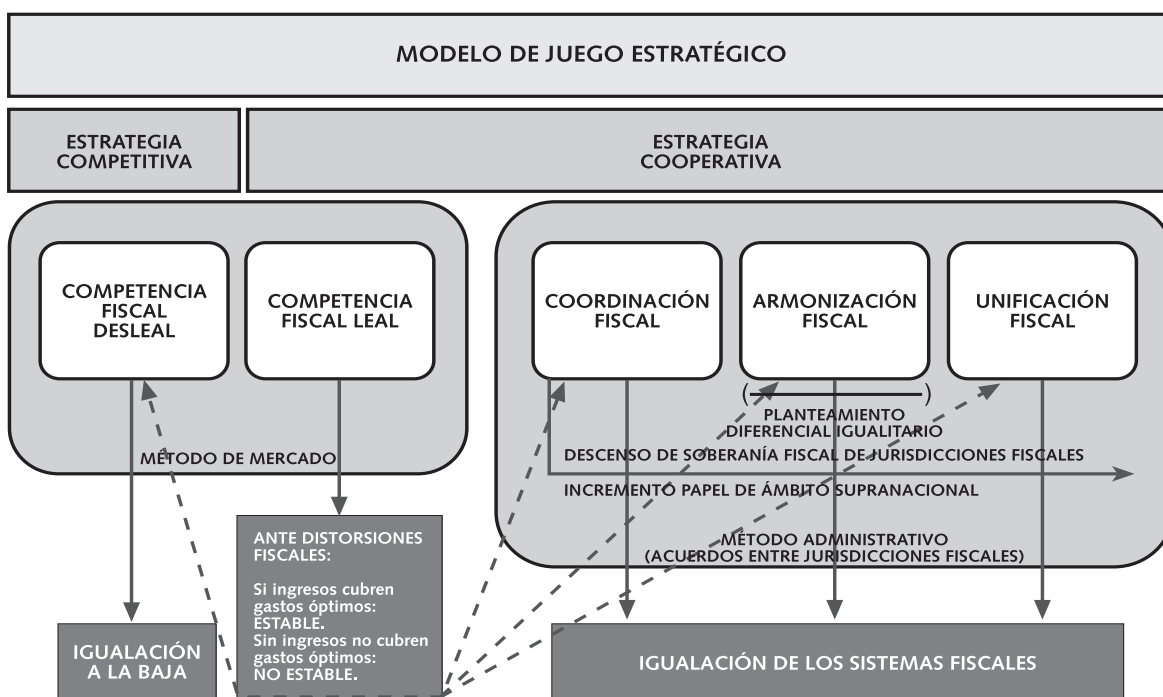 MODELO DE JUEGO ESTRATÉGICO
ESTRATEGIA
COMPETITIVA
ESTRATEGIA
COOPERATIVA
COMPETENCIA
FISCAL
DESLEAL
COMPETENCIA
FISCAL LEAL
COORDINACIÓN
FISCAL
ARMONIZACIÓN
FISCAL
UNIFICACIÓN
FISCAL
( )
PLANTEAMIENTO
DIFERENCIAL IGUALITARIO
MÉTODO DE MERCADO
DESCENSO DE SOBERANÍA FISCAL DE JURISDICCIONES FISCALES
INCREMENTO PAPEL DE ÁMBITO SUPRANACIONAL
MÉTODO ADMINISTRATIVO
(ACUERDOS ENTRE JURISDICCIONES FISCALES)
ANTE DISTORSIONES
FISCALES:
Si ingresos cubren
gastos óptimos:
ESTABLE.
Sin ingresos no cubren
gastos óptimos:
NO ESTABLE.
IGUALACIÓN
A LA BAJA
IGUALACIÓN DE LOS SISTEMAS FISCALES